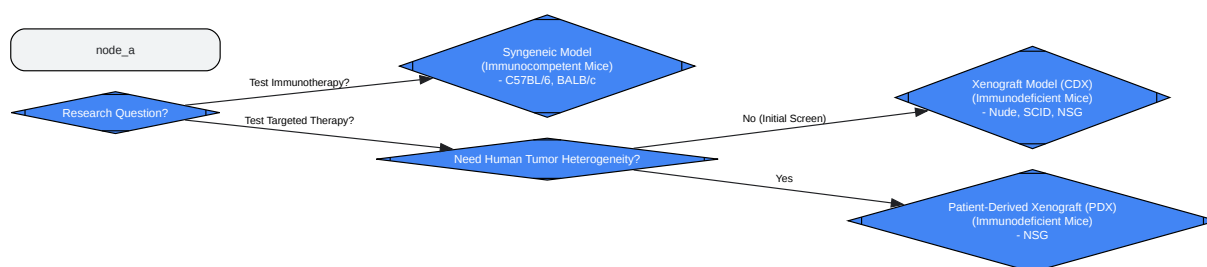 node_a
Research Question?
Test Immunotherapy?
Test Targeted Therapy?
Syngeneic Model
(Immunocompetent Mice)
- C57BL/6, BALB/c
Need Human Tumor Heterogeneity?
No (Initial Screen)
Yes
Xenograft Model (CDX)
(Immunodeficient Mice)
- Nude, SCID, NSG
Patient-Derived Xenograft (PDX)
(Immunodeficient Mice)
- NSG